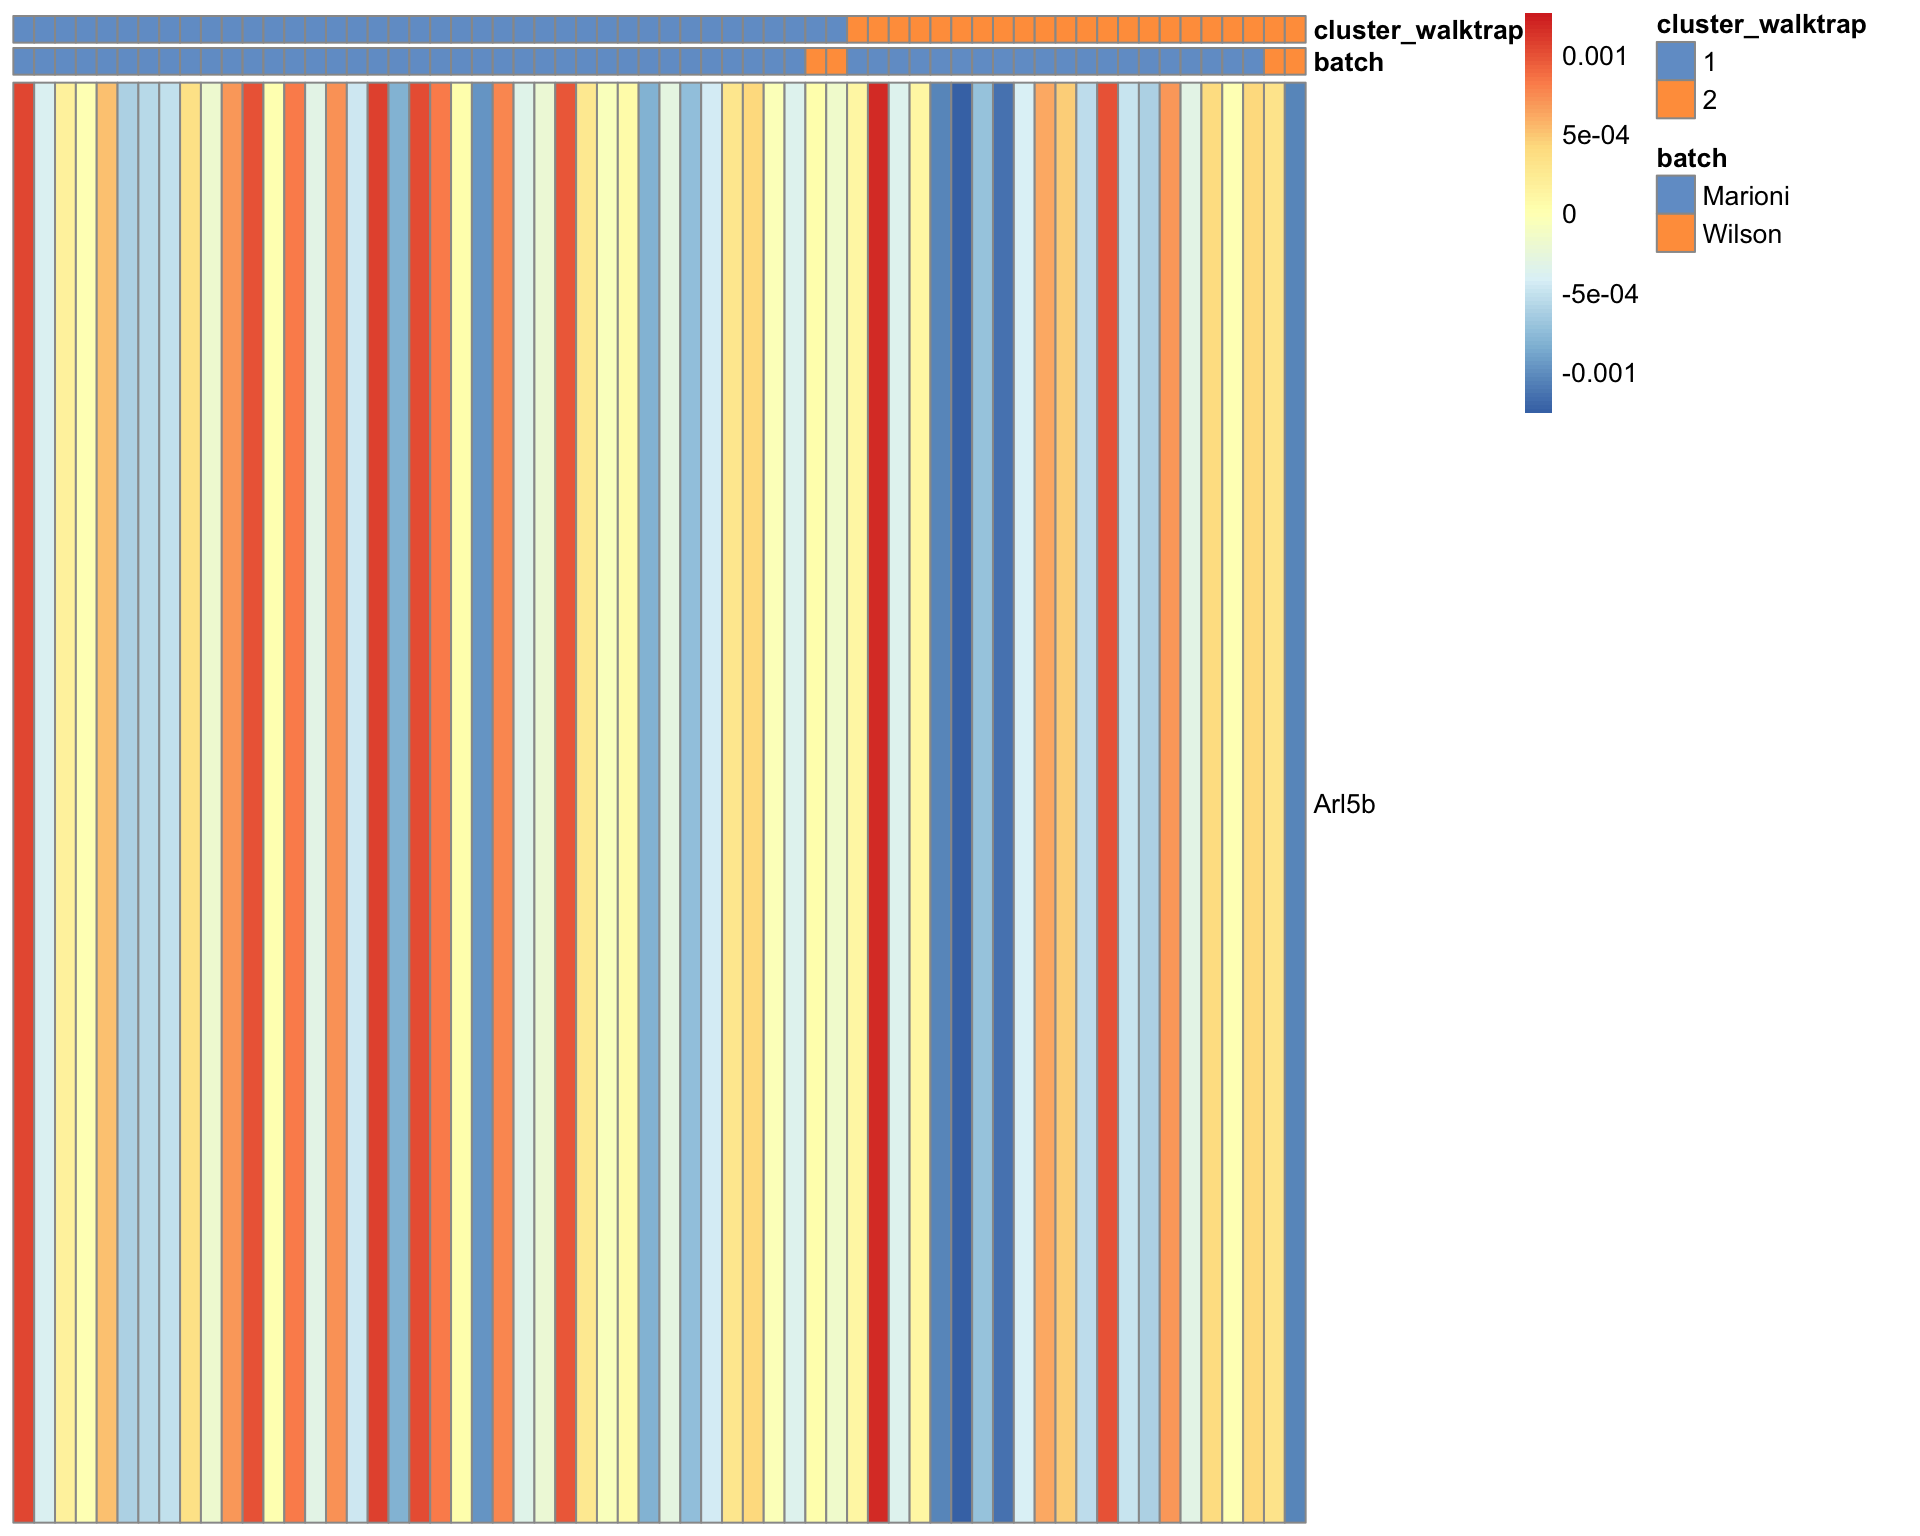 cluster_walktrap
batch
0.001
5e-04
0
-5e-04
-0.001
cluster_walktrap
1
2
batch
Marioni
Wilson
Arl5b